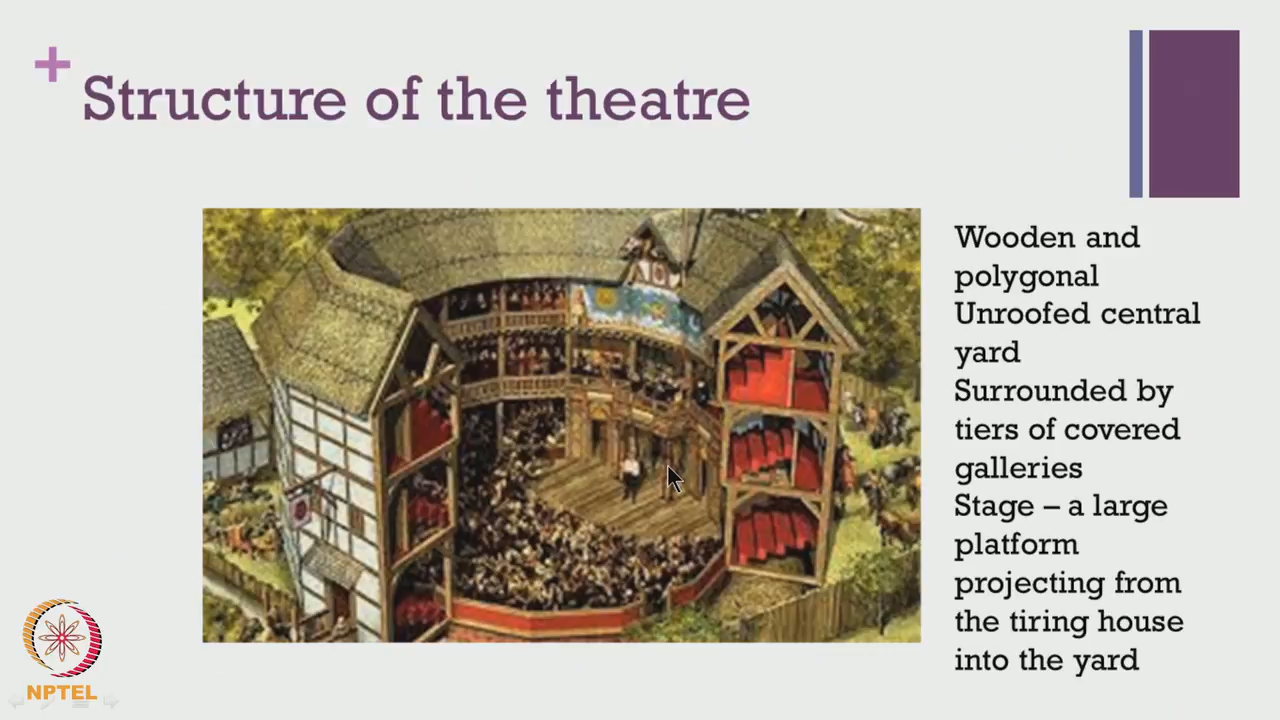 +
Structure of the theatre
Wooden and
polygonal
Unroofed central
yard
Surrounded by
tiers of covered
galleries
Stage – a large
platform
projecting from
the tiring house
into the yard
NPTEL